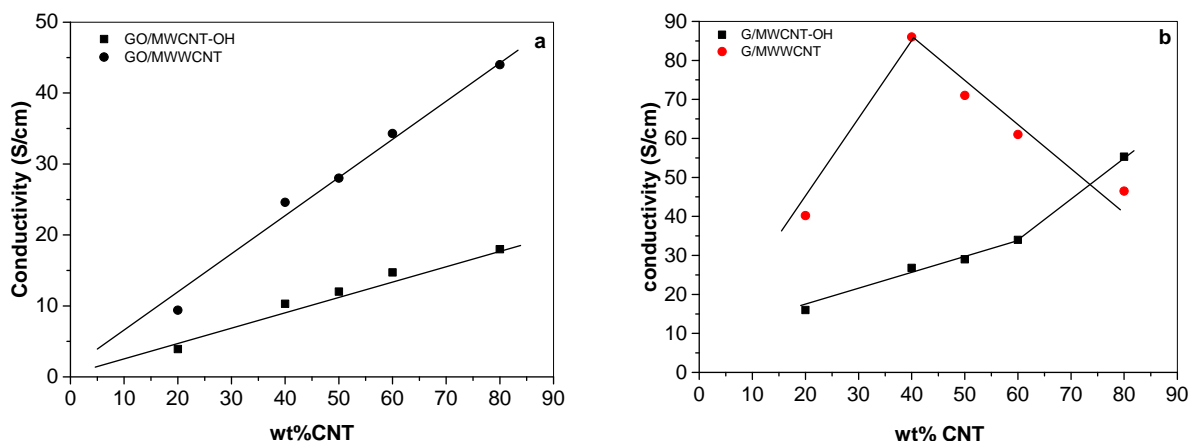 50
40
30
20
10
0
0 10 20 30 40 50 60 70 80 90
Conductivity (S/cm)
wt%CNT
GO/MWCNT-OH
GO/MWWCNT
a
90
80
70
60
50
40
30
20
10
0
0 10 20 30 40 50 60 70 80 90
conductivity (S/cm)
wt% CNT
G/MWCNT-OH
G/MWWCNT
b